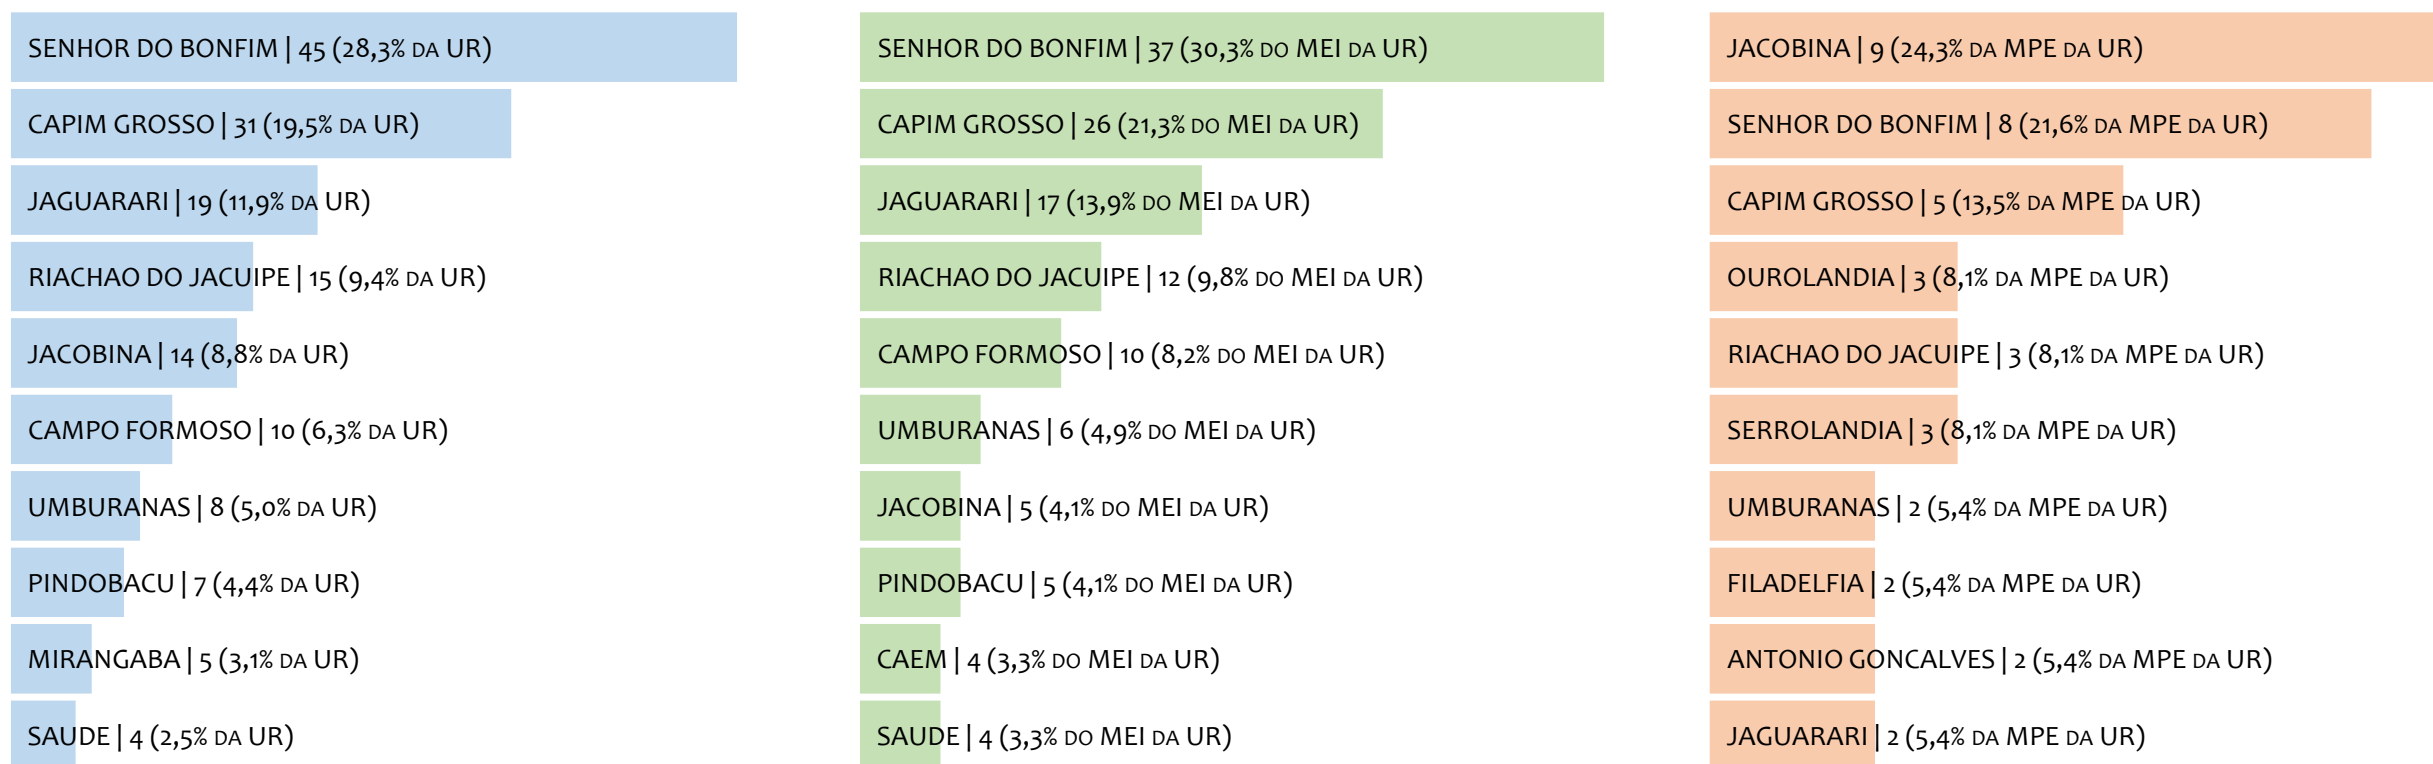 SENHOR DO BONFIM | 45 (28,3% DA UR)
CAPIM GROSSO | 31 (19,5% DA UR)
JAGUARARI | 19 (11,9% DA UR)
RIACHAO DO JACUIPE | 15 (9,4% DA UR)
JACOBINA | 14 (8,8% DA UR)
CAMPO FORMOSO | 10 (6,3% DA UR)
UMBURANAS | 8 (5,0% DA UR)
PINDOBACU | 7 (4,4% DA UR)
MIRANGABA | 5 (3,1% DA UR)
SAUDE | 4 (2,5% DA UR)
SENHOR DO BONFIM | 37 (30,3% DO MEI DA UR)
CAPIM GROSSO | 26 (21,3% DO MEI DA UR)
JAGUARARI | 17 (13,9% DO MEI DA UR)
RIACHAO DO JACUIPE | 12 (9,8% DO MEI DA UR)
CAMPO FORMOSO | 10 (8,2% DO MEI DA UR)
UMBURANAS | 6 (4,9% DO MEI DA UR)
JACOBINA | 5 (4,1% DO MEI DA UR)
PINDOBACU | 5 (4,1% DO MEI DA UR)
CAEM | 4 (3,3% DO MEI DA UR)
SAUDE | 4 (3,3% DO MEI DA UR)
JACOBINA | 9 (24,3% DA MPE DA UR)
SENHOR DO BONFIM | 8 (21,6% DA MPE DA UR)
CAPIM GROSSO | 5 (13,5% DA MPE DA UR)
OUROLANDIA | 3 (8,1% DA MPE DA UR)
RIACHAO DO JACUIPE | 3 (8,1% DA MPE DA UR)
SERROLANDIA | 3 (8,1% DA MPE DA UR)
UMBURANAS | 2 (5,4% DA MPE DA UR)
FILADELFIA | 2 (5,4% DA MPE DA UR)
ANTONIO GONCALVES | 2 (5,4% DA MPE DA UR)
JAGUARARI | 2 (5,4% DA MPE DA UR)